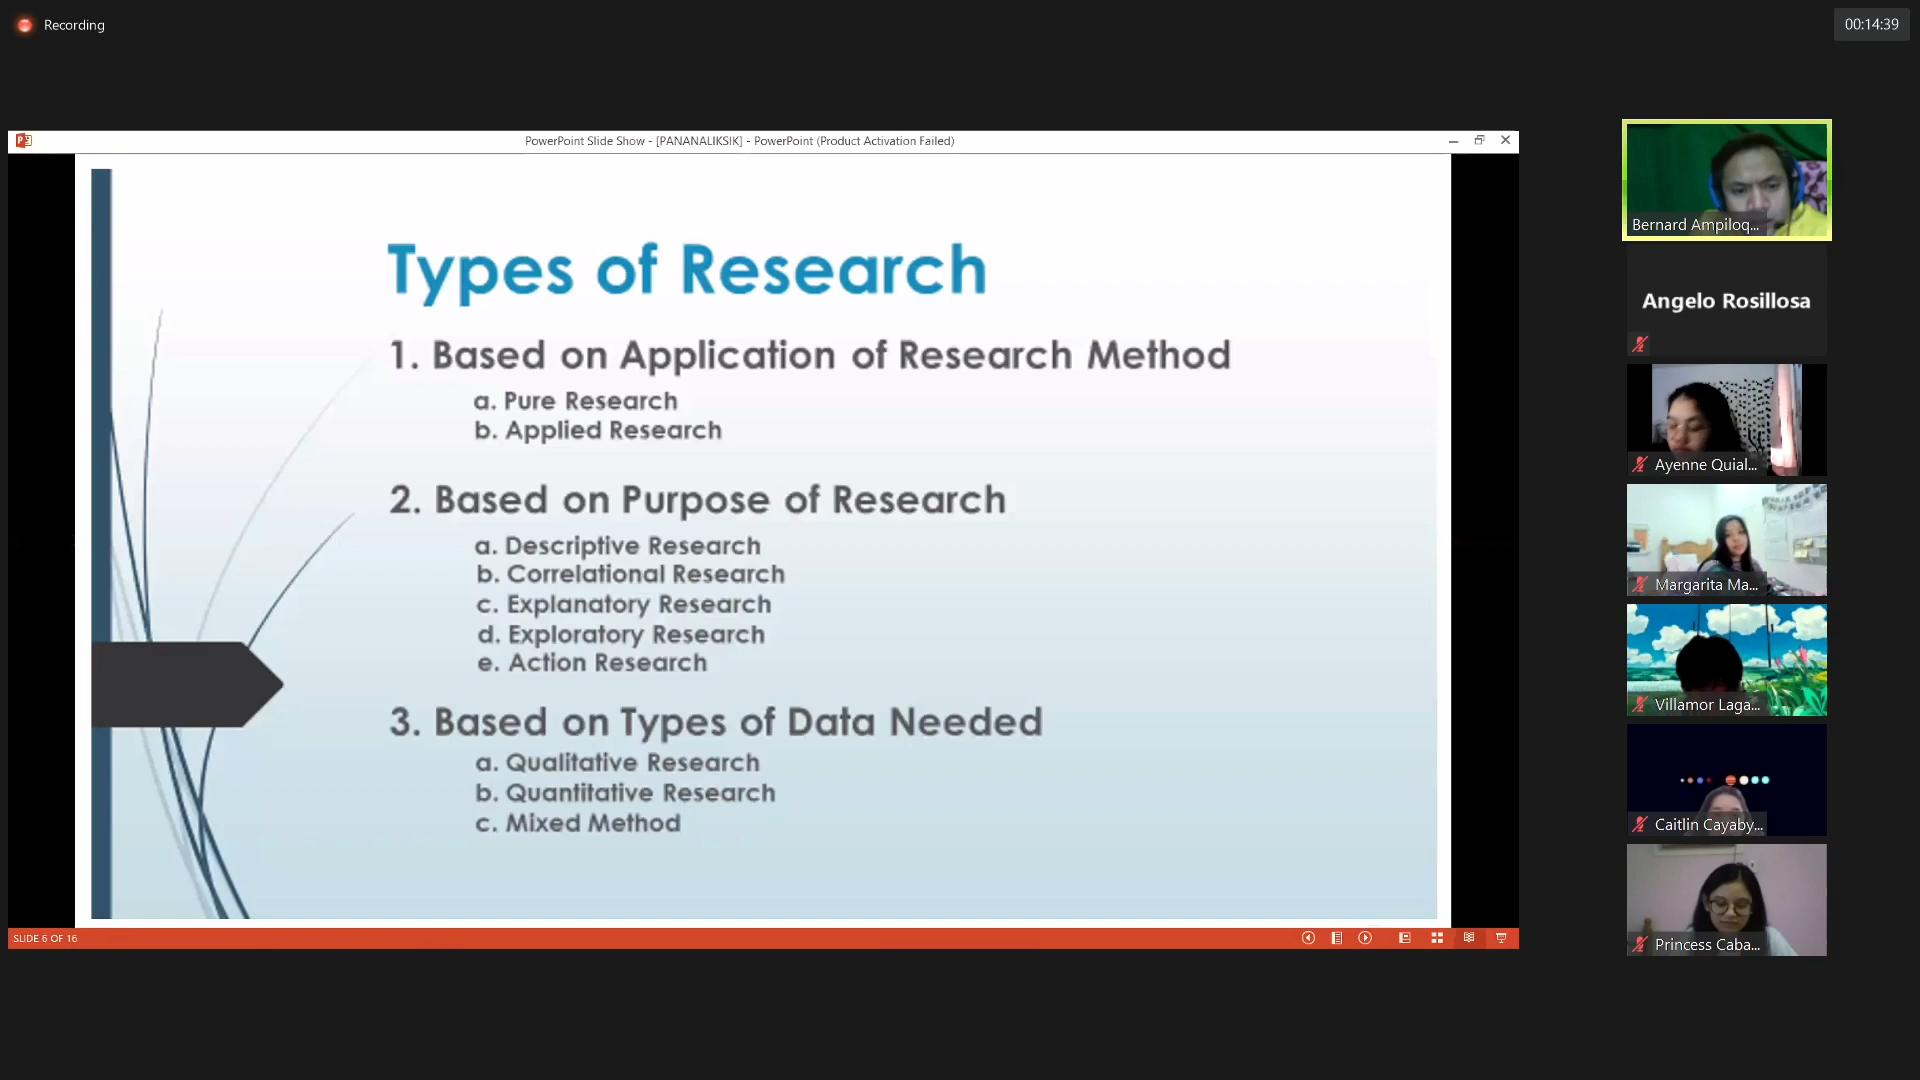 Recording
00:14:39
PowerPoint Slide Show - [PANANALIKSIK] - PowerPoint (Product Activation Failed)
Types of Research
1. Based on Application of Research Method
a. Pure Research
b. Applied Research
2. Based on Purpose of Research
a. Descriptive Research
b. Correlational Research
c. Explanatory Research
d. Exploratory Research
e. Action Research
3. Based on Types of Data Needed
a. Qualitative Research
b. Quantitative Research
c. Mixed Method
SLIDE 6 OF 16
Bernard Ampiloq...
Angelo Rosillosa
Ayenne Quial...
Margarita Ma...
Villamor Laga...
Caitlin Cayaby...
Princess Caba...